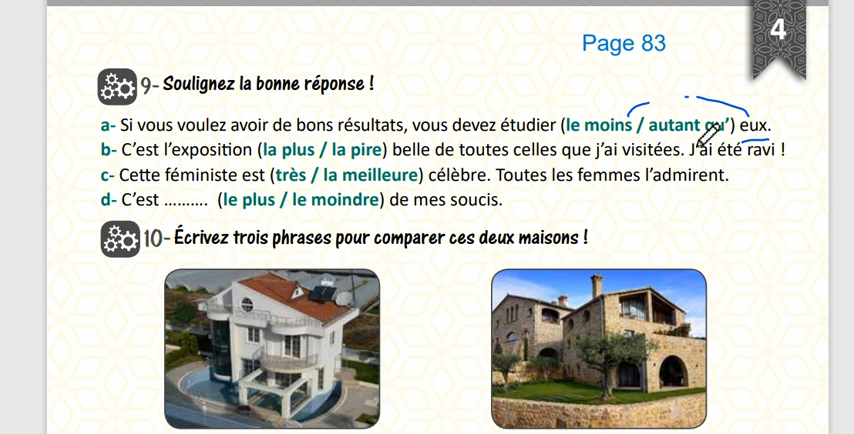 4
Page 83
9- Soulignez la bonne réponse !
a- Si vous voulez avoir de bons résultats, vous devez étudier (le moins / autant qu’) eux.
b- C’est l’exposition (la plus / la pire) belle de toutes celles que j’ai visitées. J’ai été ravi !
c- Cette féministe est (très / la meilleure) célèbre. Toutes les femmes l’admirent.
d- C’est .......... (le plus / le moindre) de mes soucis.
10- Écrivez trois phrases pour comparer ces deux maisons !